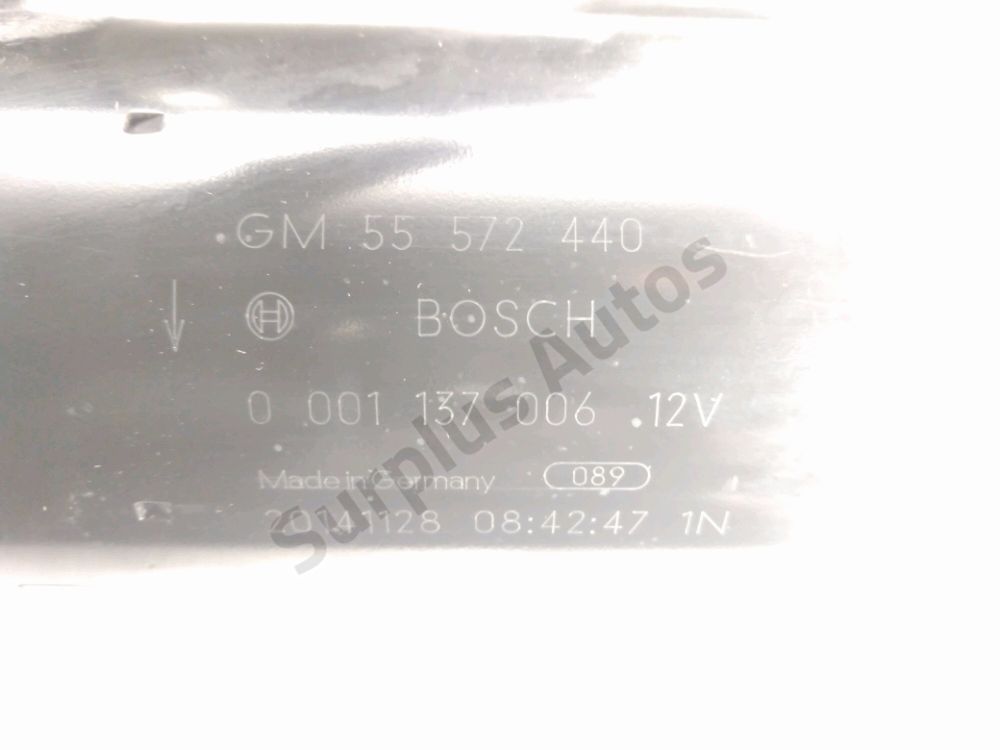 GM 55 572 440
BOSCH
0 001 137 006 12V
Made in Germany 089
20141128 08:42:47 1N
Surplus Autos